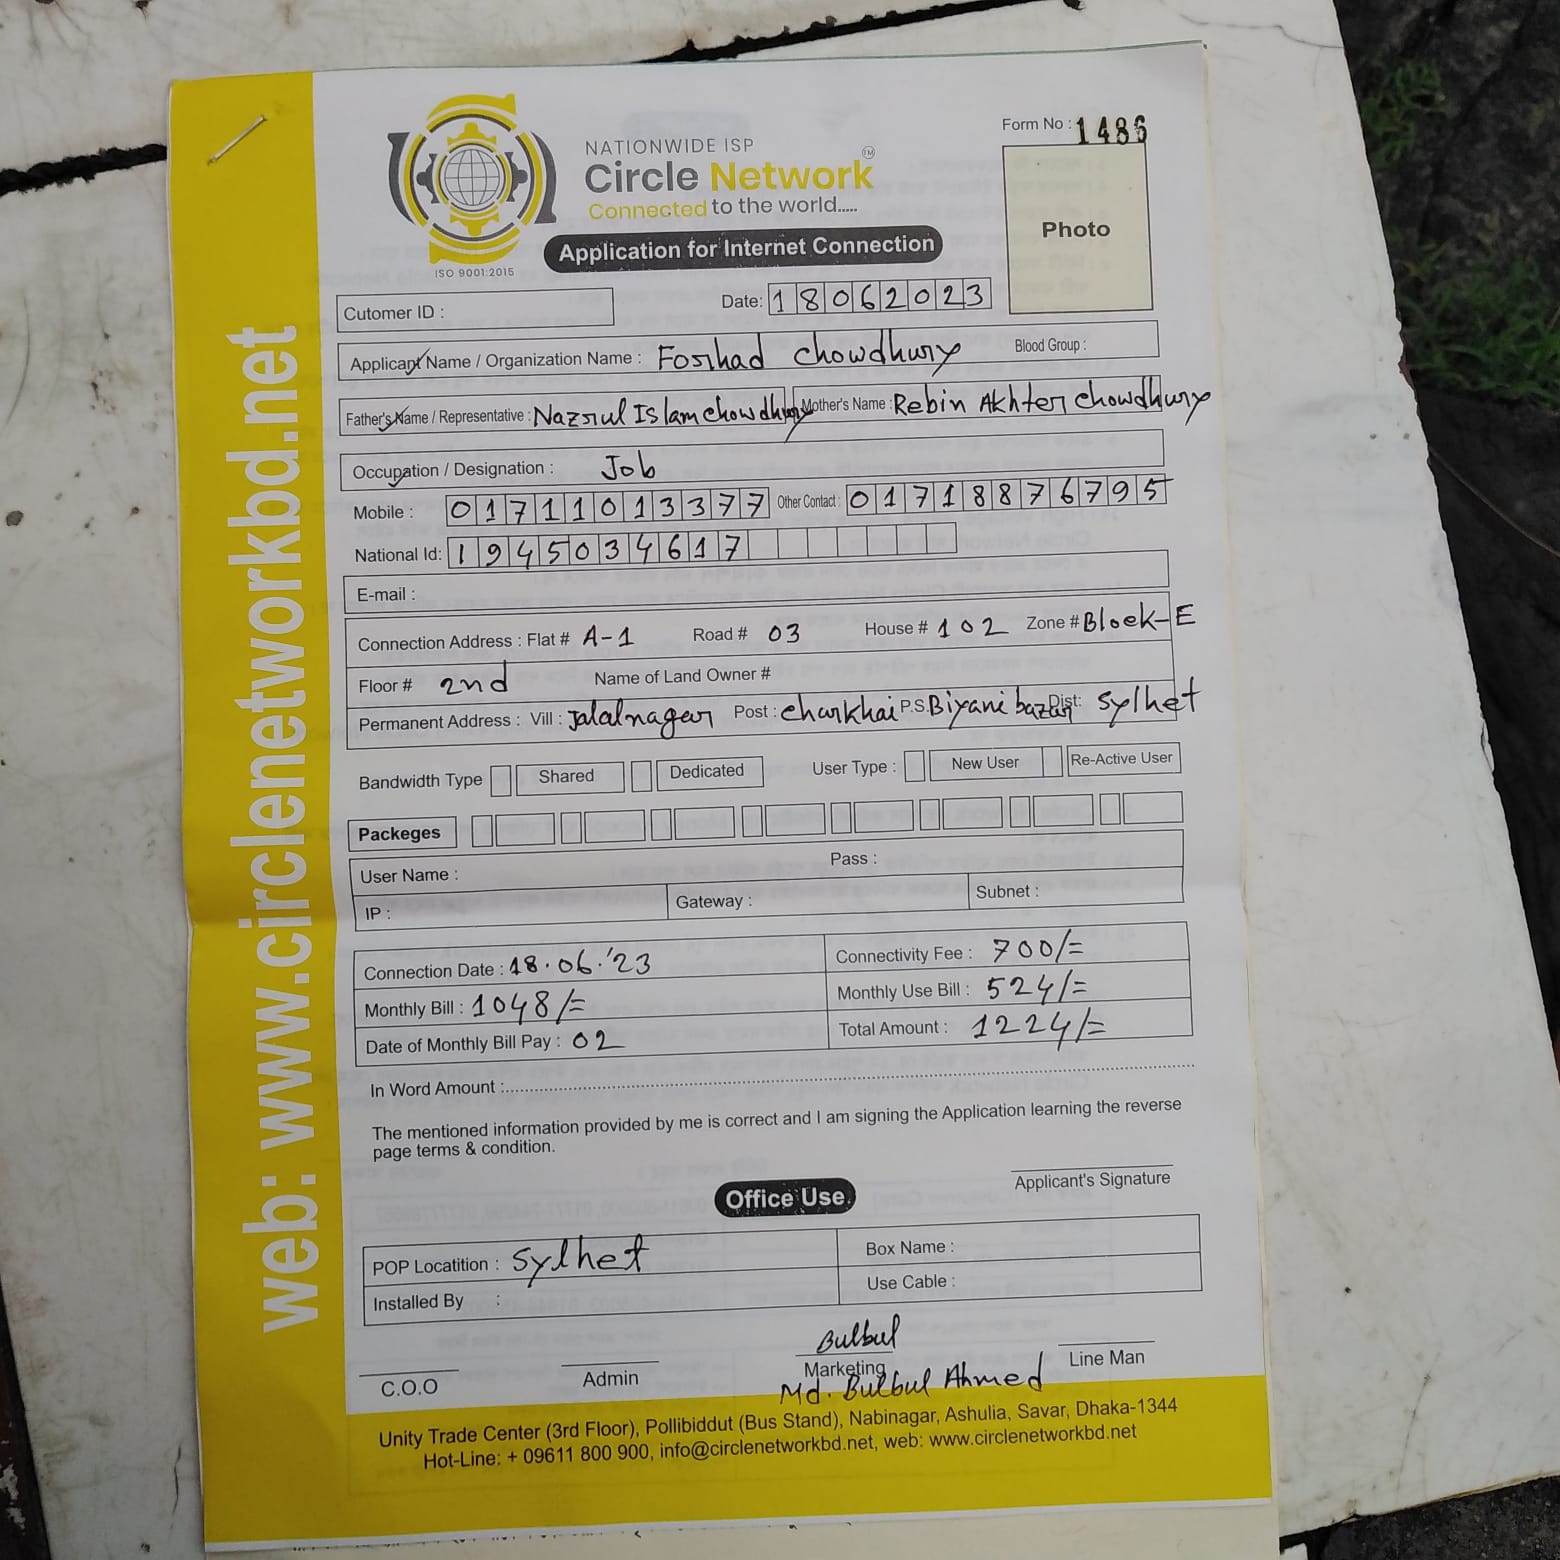 web: www.circlenetworkbd.net
NATIONWIDE ISP
Circle Network TM
Connected to the world.....
ISO 9001:2015
Application for Internet Connection
Form No : 1486
Photo
Cutomer ID :
Date: 18062023
Applicant Name / Organization Name : Forhad Chowdhury Blood Group :
Father's Name / Representative : Nazrul Islam Chowdhury Mother's Name : Rebin Akhter Chowdhury
Occupation / Designation : Job
Mobile : 01711013377 Other Contact : 01718876795
National Id: 1945034617
E-mail :
Connection Address : Flat # A-1 Road # 03 House # 102 Zone # Block-E
Floor # 2nd Name of Land Owner #
Permanent Address : Vill : Jalalnagar Post : Charkhai P.S. Biyani bazar Dist: Sylhet
Bandwidth Type Shared Dedicated User Type : New User Re-Active User
Packeges
User Name : Pass :
IP : Gateway : Subnet :
Connection Date : 18.06.'23 Connectivity Fee : 700/=
Monthly Bill : 1048/= Monthly Use Bill : 524/=
Date of Monthly Bill Pay : 02 Total Amount : 1224/=
In Word Amount :
The mentioned information provided by me is correct and I am signing the Application learning the reverse
page terms & condition.
Applicant's Signature
Office Use
POP Locatition : Sylhet Box Name :
Installed By : Use Cable :
Bulbul
C.O.O Admin Marketing Line Man
Md. Bulbul Ahmed
Unity Trade Center (3rd Floor), Pollibiddut (Bus Stand), Nabinagar, Ashulia, Savar, Dhaka-1344
Hot-Line: + 09611 800 900, info@circlenetworkbd.net, web: www.circlenetworkbd.net